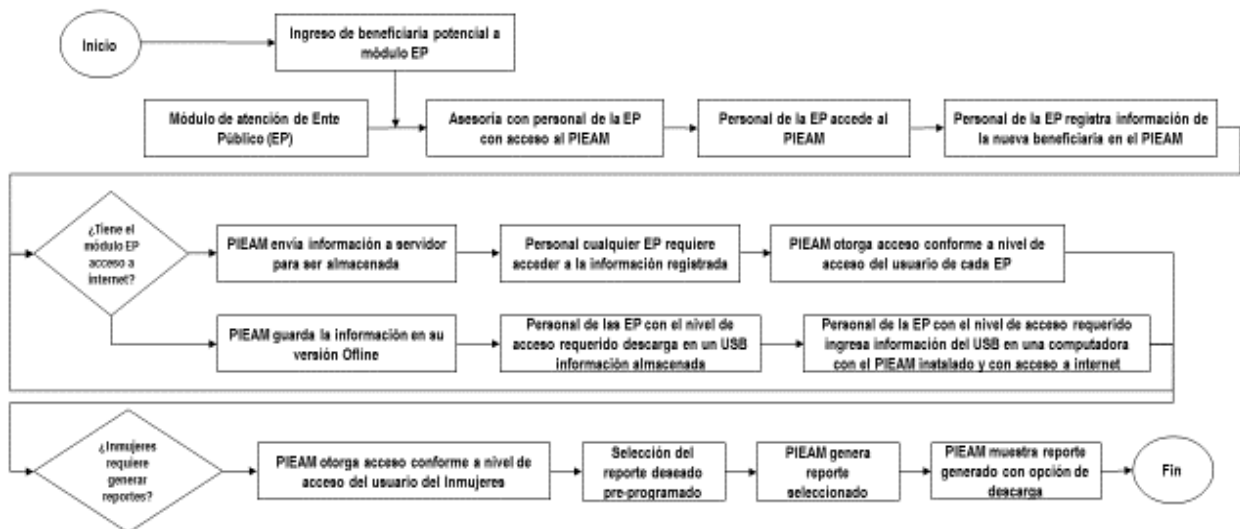 Inicio
Ingreso de beneficiaria potencial a
módulo EP
Módulo de atención de Ente
Público (EP)
Asesoría con personal de la EP
con acceso al PIEAM
Personal de la EP accede al
PIEAM
Personal de la EP registra información de
la nueva beneficiaria en el PIEAM
¿Tiene el
módulo EP
acceso a
internet?
PIEAM envía información a servidor
para ser almacenada
Personal cualquier EP requiere
acceder a la información registrada
PIEAM otorga acceso conforme a nivel de
acceso del usuario de cada EP
PIEAM guarda la información en su
versión Ofline
Personal de las EP con el nivel de
acceso requerido descarga en un USB
información almacenada
Personal de la EP con el nivel de acceso requerido
ingresa información del USB en una computadora
con el PIEAM instalado y con acceso a internet
¿Inmujeres
requiere
generar
reportes?
PIEAM otorga acceso conforme a nivel de
acceso del usuario del Inmujeres
Selección del
reporte deseado
pre-programado
PIEAM genera
reporte
seleccionado
PIEAM muestra reporte
generado con opción de
descarga
Fin